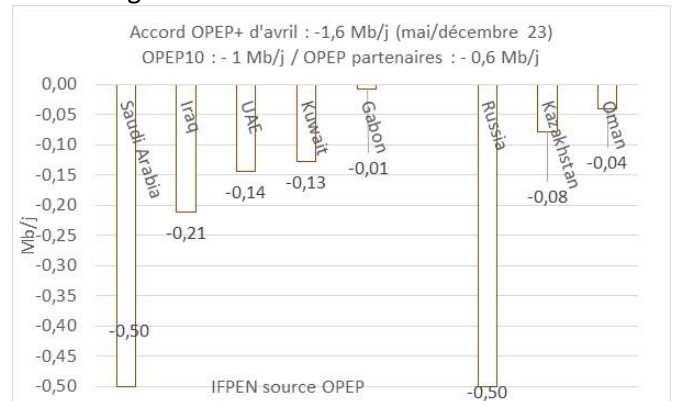 Accord OPEP+ d'avril : -1,6 Mb/j (mai/décembre 23)
OPEP10 : - 1 Mb/j / OPEP partenaires : - 0,6 Mb/j
0,00
-0,05
-0,10
-0,15
-0,20
-0,25
-0,30
-0,35
-0,40
-0,45
-0,50
Mb/j
Saudi Arabia
Iraq
UAE
Kuwait
Gabon
Russia
Kazakhstan
Oman
-0,50
-0,21
-0,14
-0,13
-0,01
-0,50
-0,08
-0,04
IFPEN source OPEP